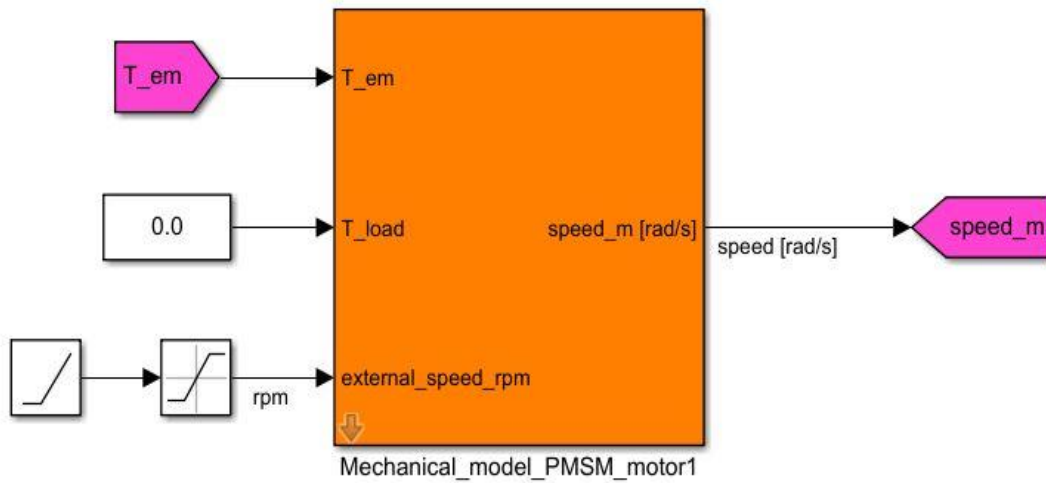 T_em
T_em
0.0
T_load
speed_m [rad/s]
speed [rad/s]
speed_m
rpm
external_speed_rpm
Mechanical_model_PMSM_motor1